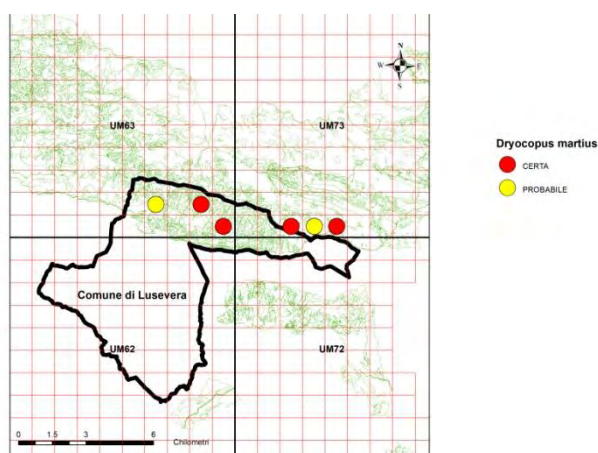 N
W E
S
UM63 UM73
Dryocopus martius
CERTA
PROBABILE
Comune di Lusevera
UM62 UM72
0 1.5 3 6
Chilometri